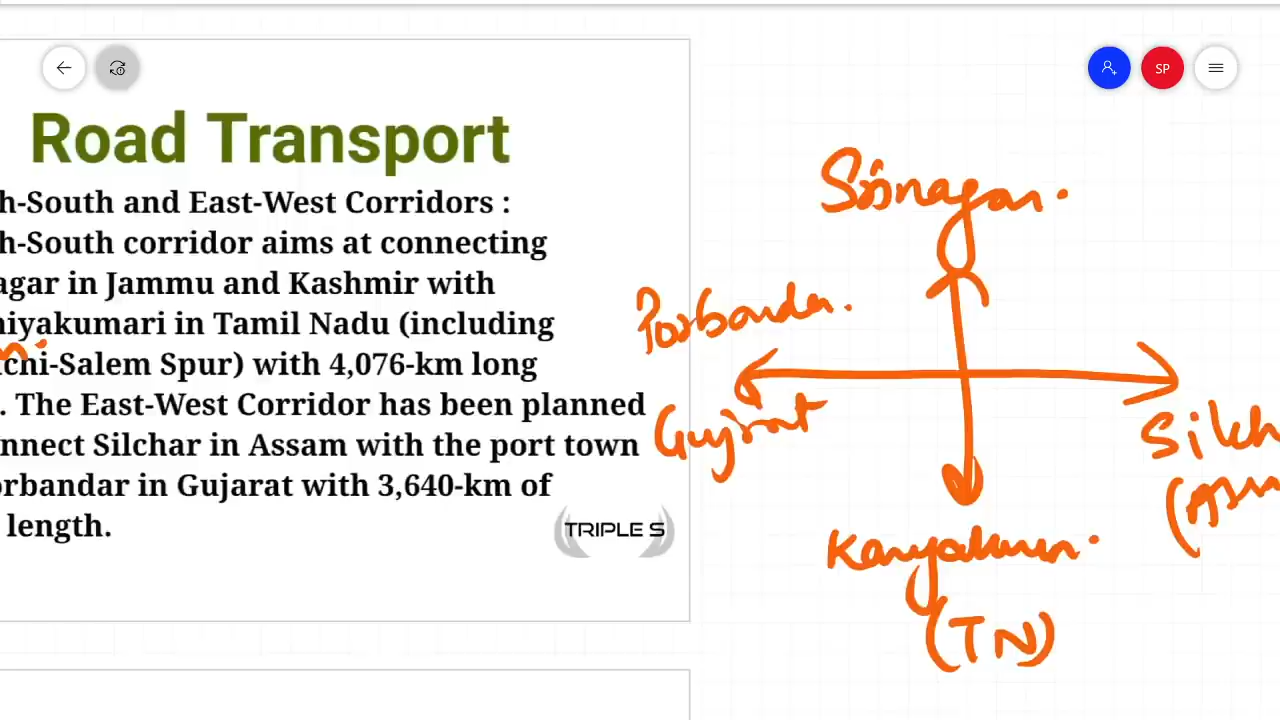 SP
Road Transport
h-South and East-West Corridors :
h-South corridor aims at connecting
agar in Jammu and Kashmir with
niyakumari in Tamil Nadu (including
cni-Salem Spur) with 4,076-km long
. The East-West Corridor has been planned
nnect Silchar in Assam with the port town
orbandar in Gujarat with 3,640-km of
length.
TRIPLE S
Srinagar.
Porbandar.
Gujrat
Silch
Kanyakumari
(TN)